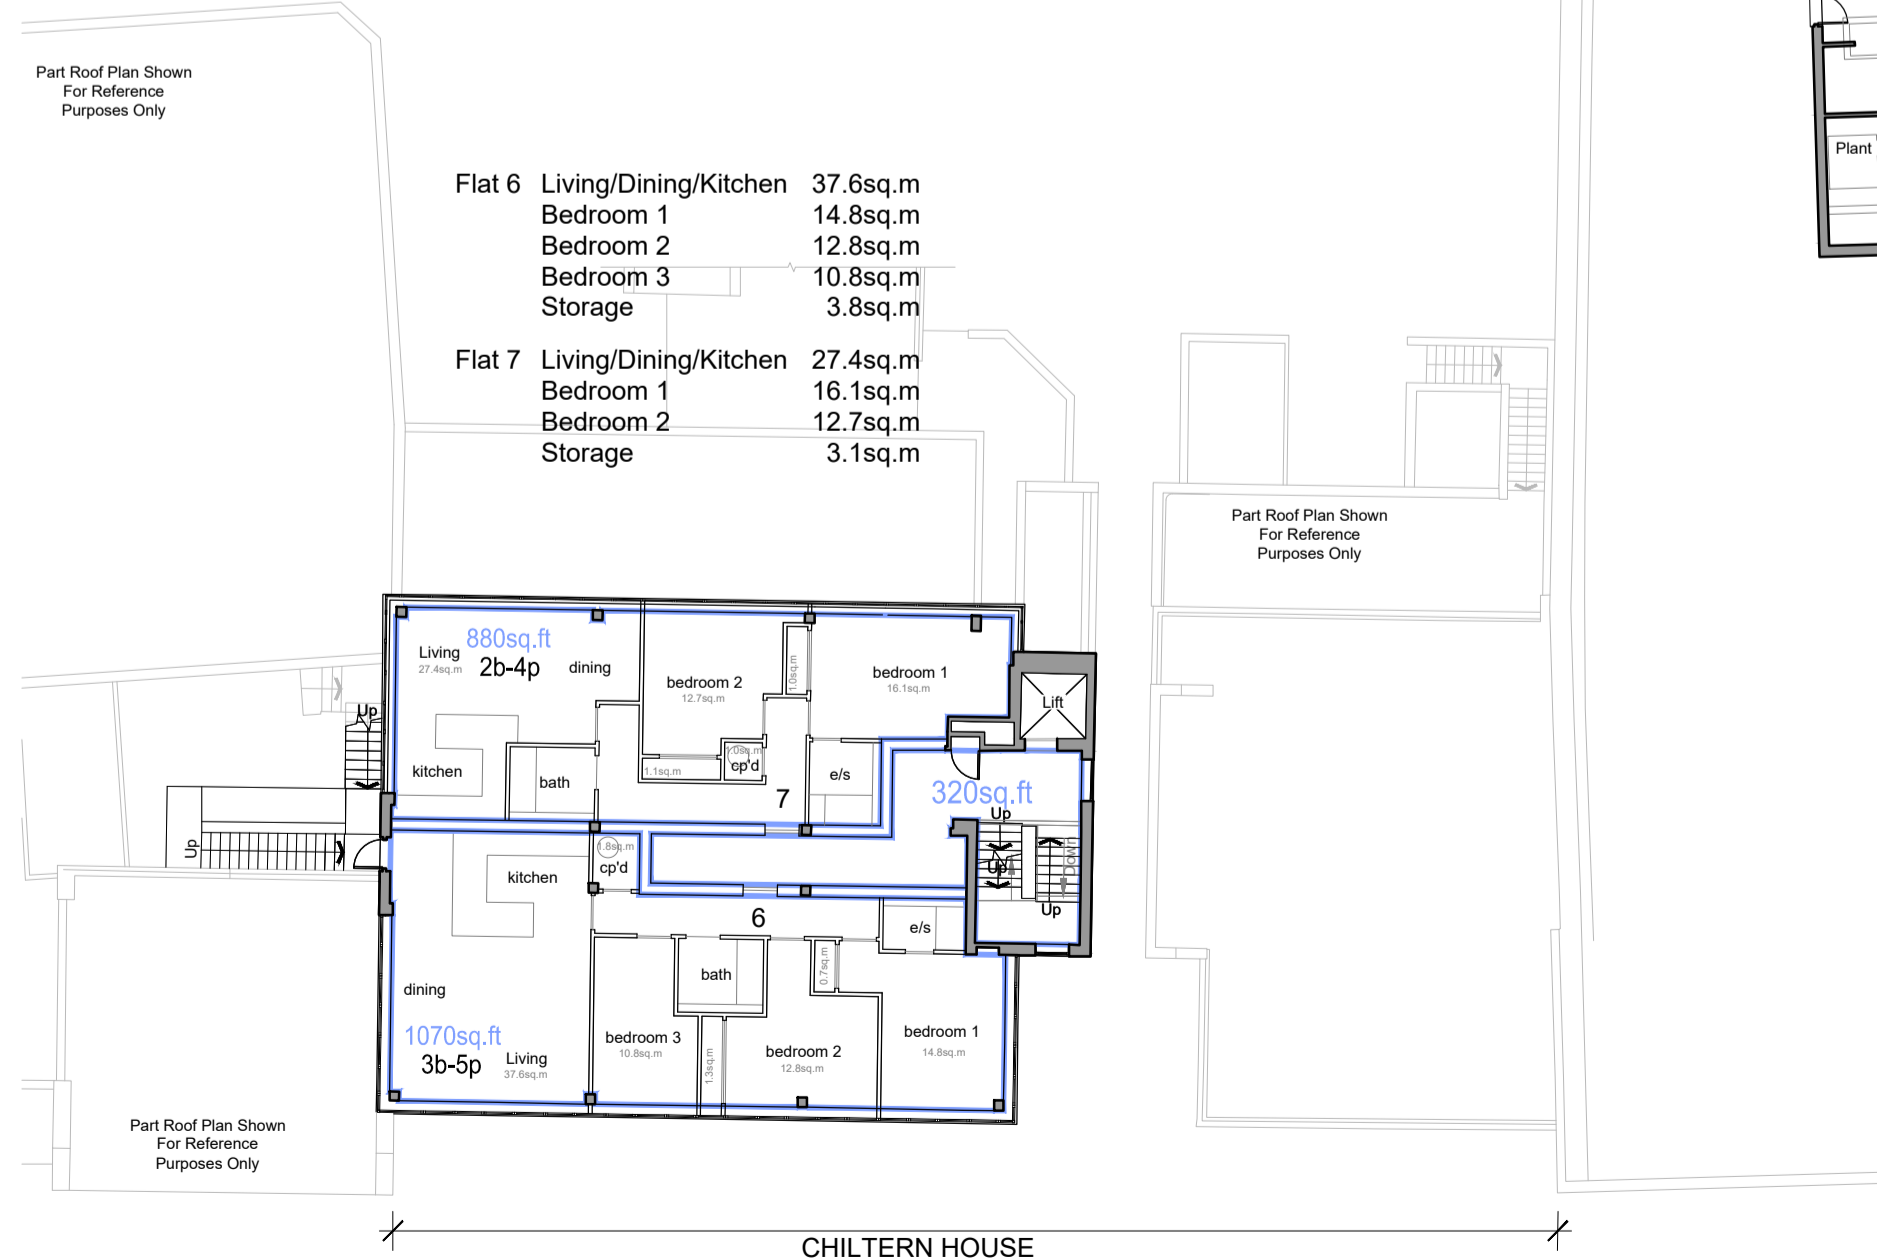 Part Roof Plan Shown
For Reference
Purposes Only
Plant
Flat 6 Living/Dining/Kitchen 37.6sq.m
Bedroom 1 14.8sq.m
Bedroom 2 12.8sq.m
Bedroom 3 10.8sq.m
Storage 3.8sq.m
Flat 7 Living/Dining/Kitchen 27.4sq.m
Bedroom 1 16.1sq.m
Bedroom 2 12.7sq.m
Storage 3.1sq.m
Part Roof Plan Shown
For Reference
Purposes Only
880sq.ft
Living
27.4sq.m
2b-4p
dining
bedroom 2
12.7sq.m
1.0sq.m
bedroom 1
16.1sq.m
Lift
Up
kitchen
bath
1.1sq.m
1.0sq.m
cp'd
e/s
7
320sq.ft
Up
Up
Up
Down
Up
1.8sq.m
cp'd
kitchen
6
e/s
bath
0.7sq.m
dining
1070sq.ft
3b-5p
Living
37.6sq.m
bedroom 3
10.8sq.m
1.3sq.m
bedroom 2
12.8sq.m
bedroom 1
14.8sq.m
Part Roof Plan Shown
For Reference
Purposes Only
CHILTERN HOUSE